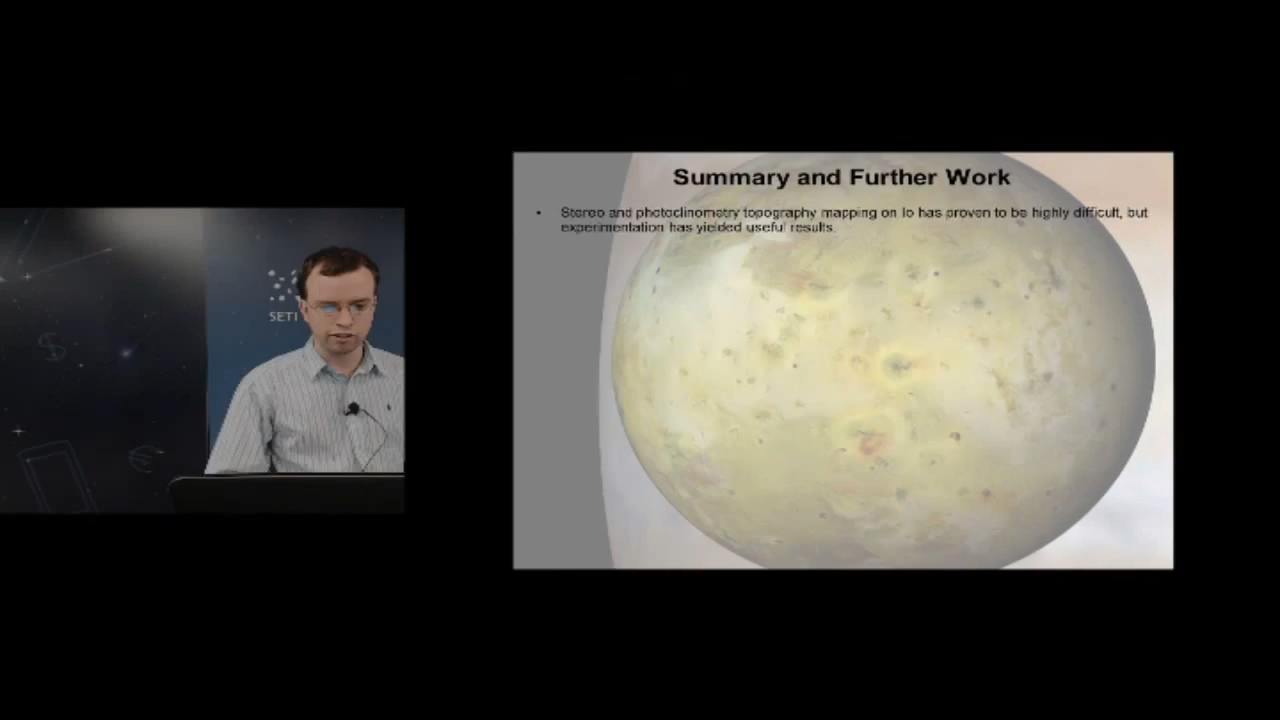 SETI
Summary and Further Work
• Stereo and photoclinometry topography mapping on Io has proven to be highly difficult, but
experimentation has yielded useful results.